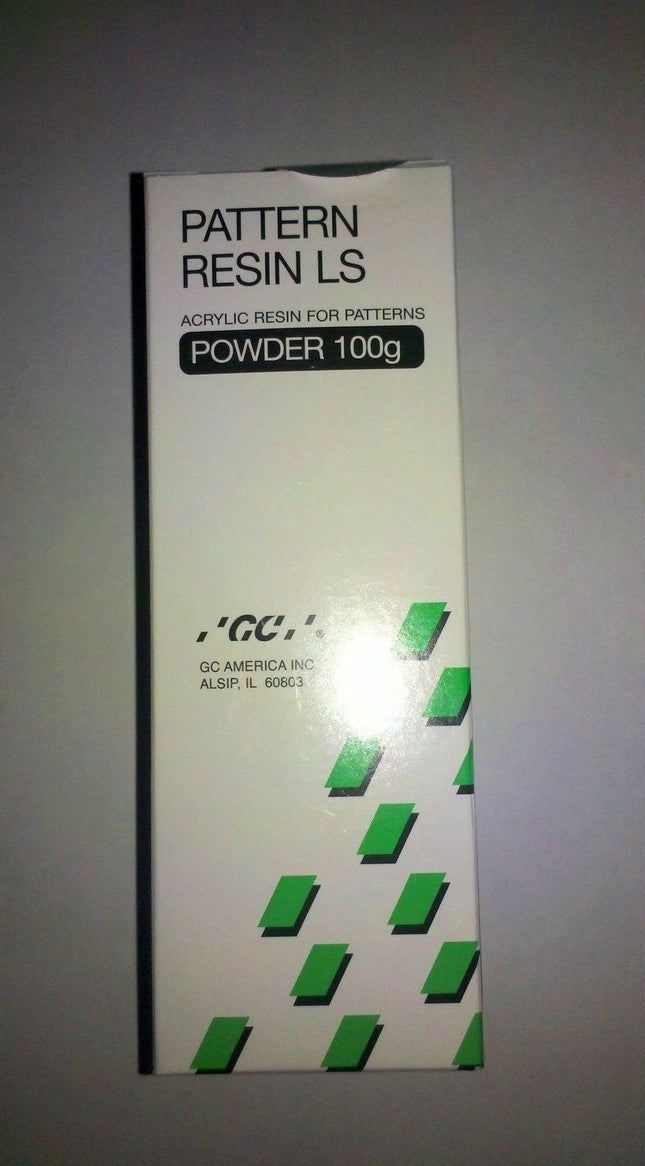 PATTERN
RESIN LS
ACRYLIC RESIN FOR PATTERNS
POWDER 100g
GC®
GC AMERICA INC
ALSIP, IL 60803